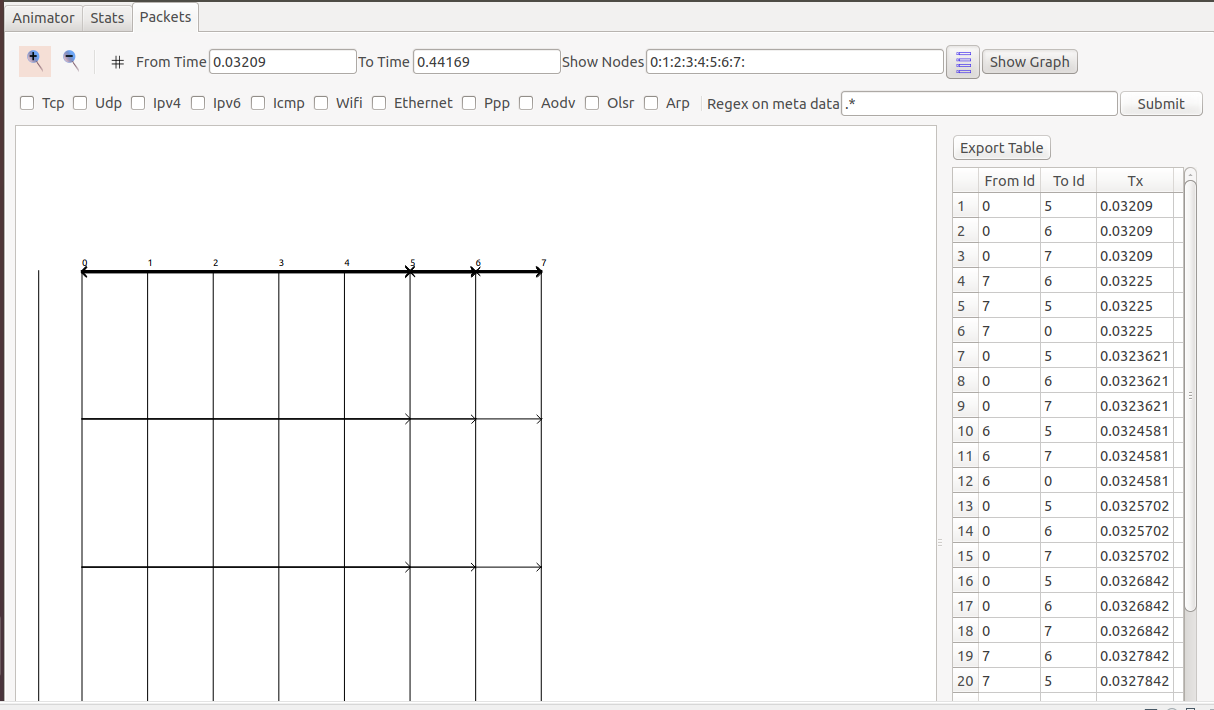 Animator Stats Packets
# From Time 0.03209 To Time 0.44169 Show Nodes 0:1:2:3:4:5:6:7: Show Graph
Tcp Udp Ipv4 Ipv6 Icmp Wifi Ethernet Ppp Aodv Olsr Arp Regex on meta data .* Submit
Export Table
From Id To Id Tx
1 0 5 0.03209
2 0 6 0.03209
3 0 7 0.03209
4 7 6 0.03225
5 7 5 0.03225
6 7 0 0.03225
7 0 5 0.0323621
8 0 6 0.0323621
9 0 7 0.0323621
10 6 5 0.0324581
11 6 7 0.0324581
12 6 0 0.0324581
13 0 5 0.0325702
14 0 6 0.0325702
15 0 7 0.0325702
16 0 5 0.0326842
17 0 6 0.0326842
18 0 7 0.0326842
19 7 6 0.0327842
20 7 5 0.0327842
0 1 2 3 4 5 6 7